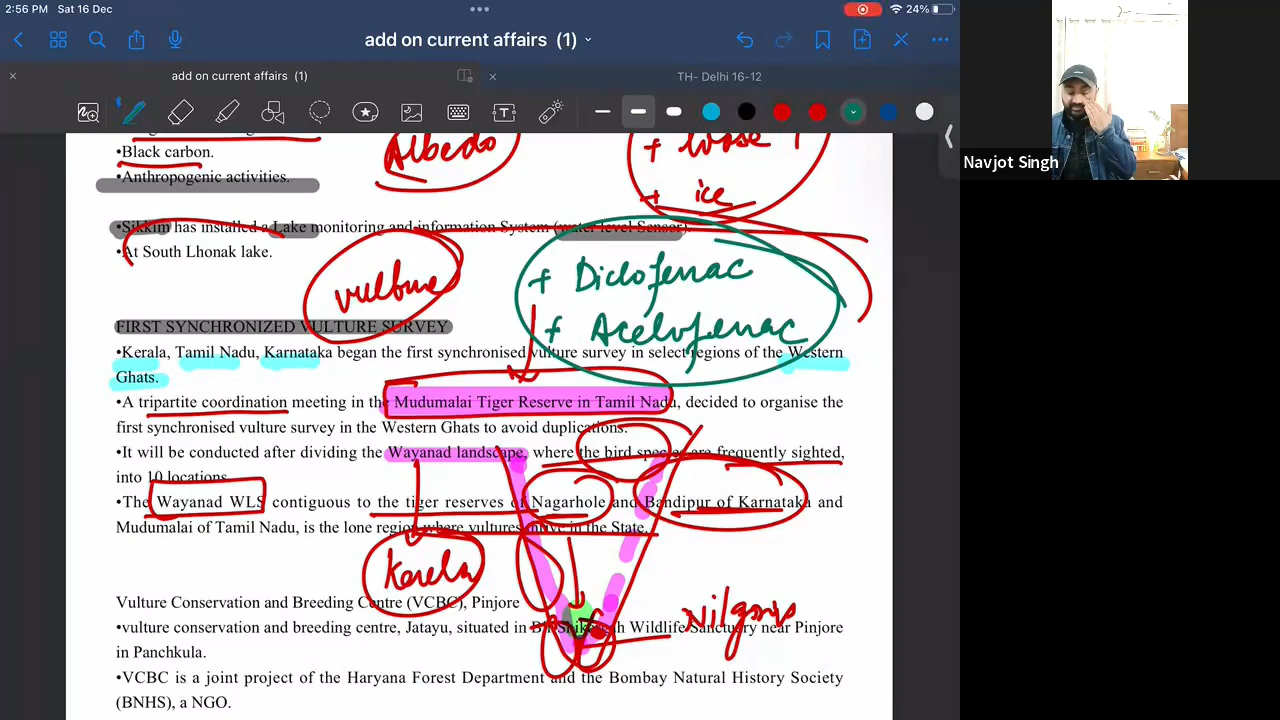 2:56 PM Sat 16 Dec
24%
add on current affairs (1)
add on current affairs (1)
TH- Delhi 16-12
T
Navjot Singh
•Black carbon.
Albedo
+
•Anthropogenic activities.
+ ice
•Sikkim has installed a Lake monitoring and information System (water level Sensor).
•At South Lhonak lake.
vulture
+ Diclofenac
+ Aceclofenac
FIRST SYNCHRONIZED VULTURE SURVEY
•Kerala, Tamil Nadu, Karnataka began the first synchronised vulture survey in select regions of the Western
Ghats.
•A tripartite coordination meeting in the Mudumalai Tiger Reserve in Tamil Nadu, decided to organise the
first synchronised vulture survey in the Western Ghats to avoid duplications.
•It will be conducted after dividing the Wayanad landscape, where the bird species are frequently sighted,
into 10 locations.
•The Wayanad WLS contiguous to the tiger reserves of Nagarhole and Bandipur of Karnataka and
Mudumalai of Tamil Nadu, is the lone region where vultures thrive in the State.
Kerela
Nilgiris
Vulture Conservation and Breeding Centre (VCBC), Pinjore
•vulture conservation and breeding centre, Jatayu, situated in Bir Shikargah Wildlife Sanctuary near Pinjore
in Panchkula.
•VCBC is a joint project of the Haryana Forest Department and the Bombay Natural History Society
(BNHS), a NGO.